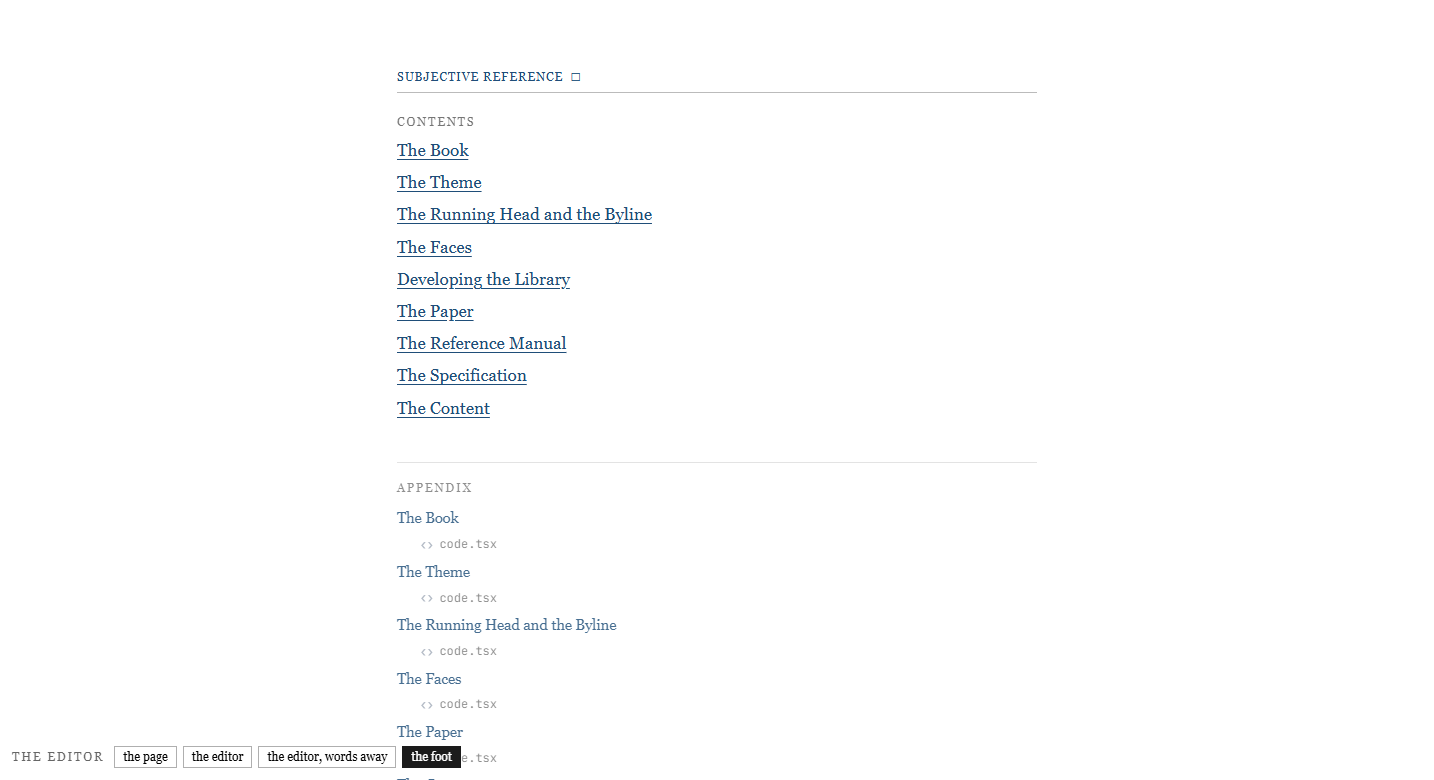 SUBJECTIVE REFERENCE
CONTENTS
The Book
The Theme
The Running Head and the Byline
The Faces
Developing the Library
The Paper
The Reference Manual
The Specification
The Content
APPENDIX
The Book
code.tsx
The Theme
code.tsx
The Running Head and the Byline
code.tsx
The Faces
code.tsx
The Paper
THE EDITOR the page the editor the editor, words away the foot e.tsx